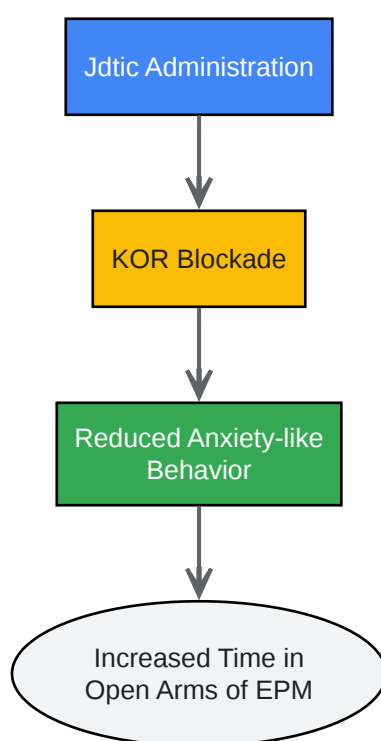 Jdtic Administration
KOR Blockade
Reduced Anxiety-like
Behavior
Increased Time in
Open Arms of EPM